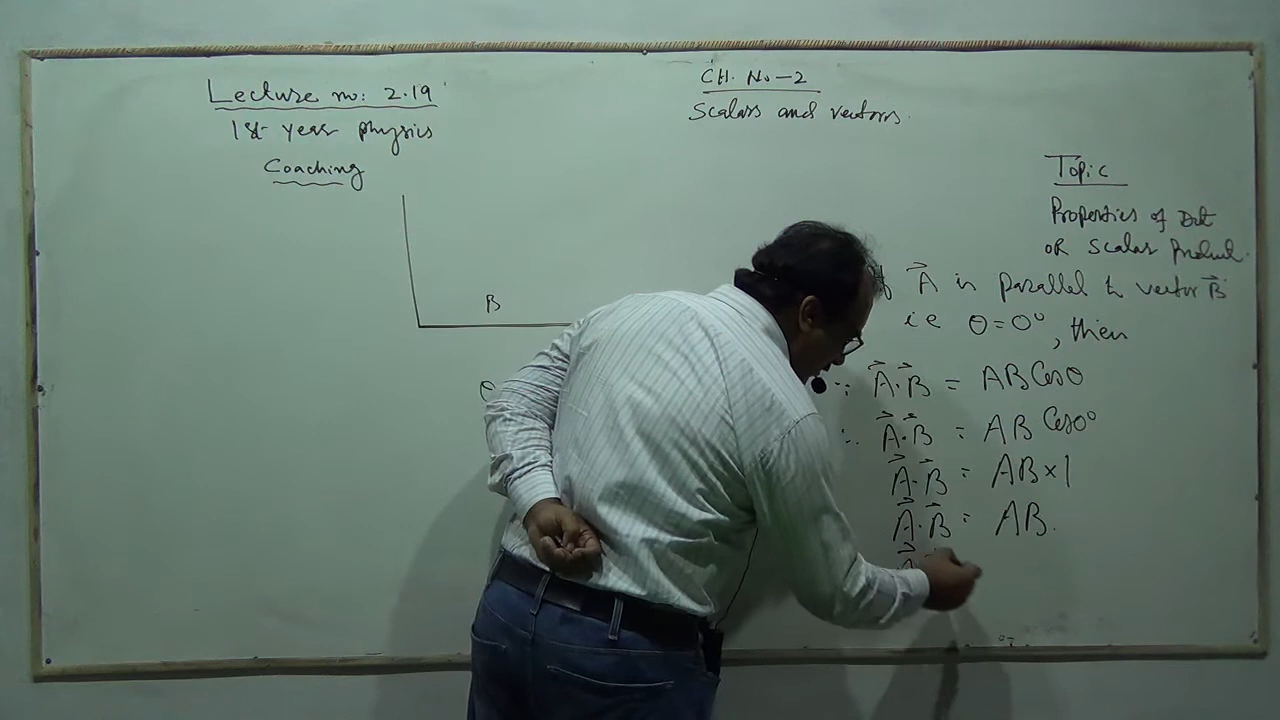 Lecture no: 2.19
1st year physics
Coaching
CH. No-2
Scalars and vectors.
Topic
Properties of Dot
OR Scalar Product.
B
A⃗ is parallel to vector B⃗
ie θ=0°, then
∵ A⃗·B⃗ = AB Cosθ
∴ A⃗·B⃗ = AB Cos0°
A⃗·B⃗ = AB×1
A⃗·B⃗ = AB.